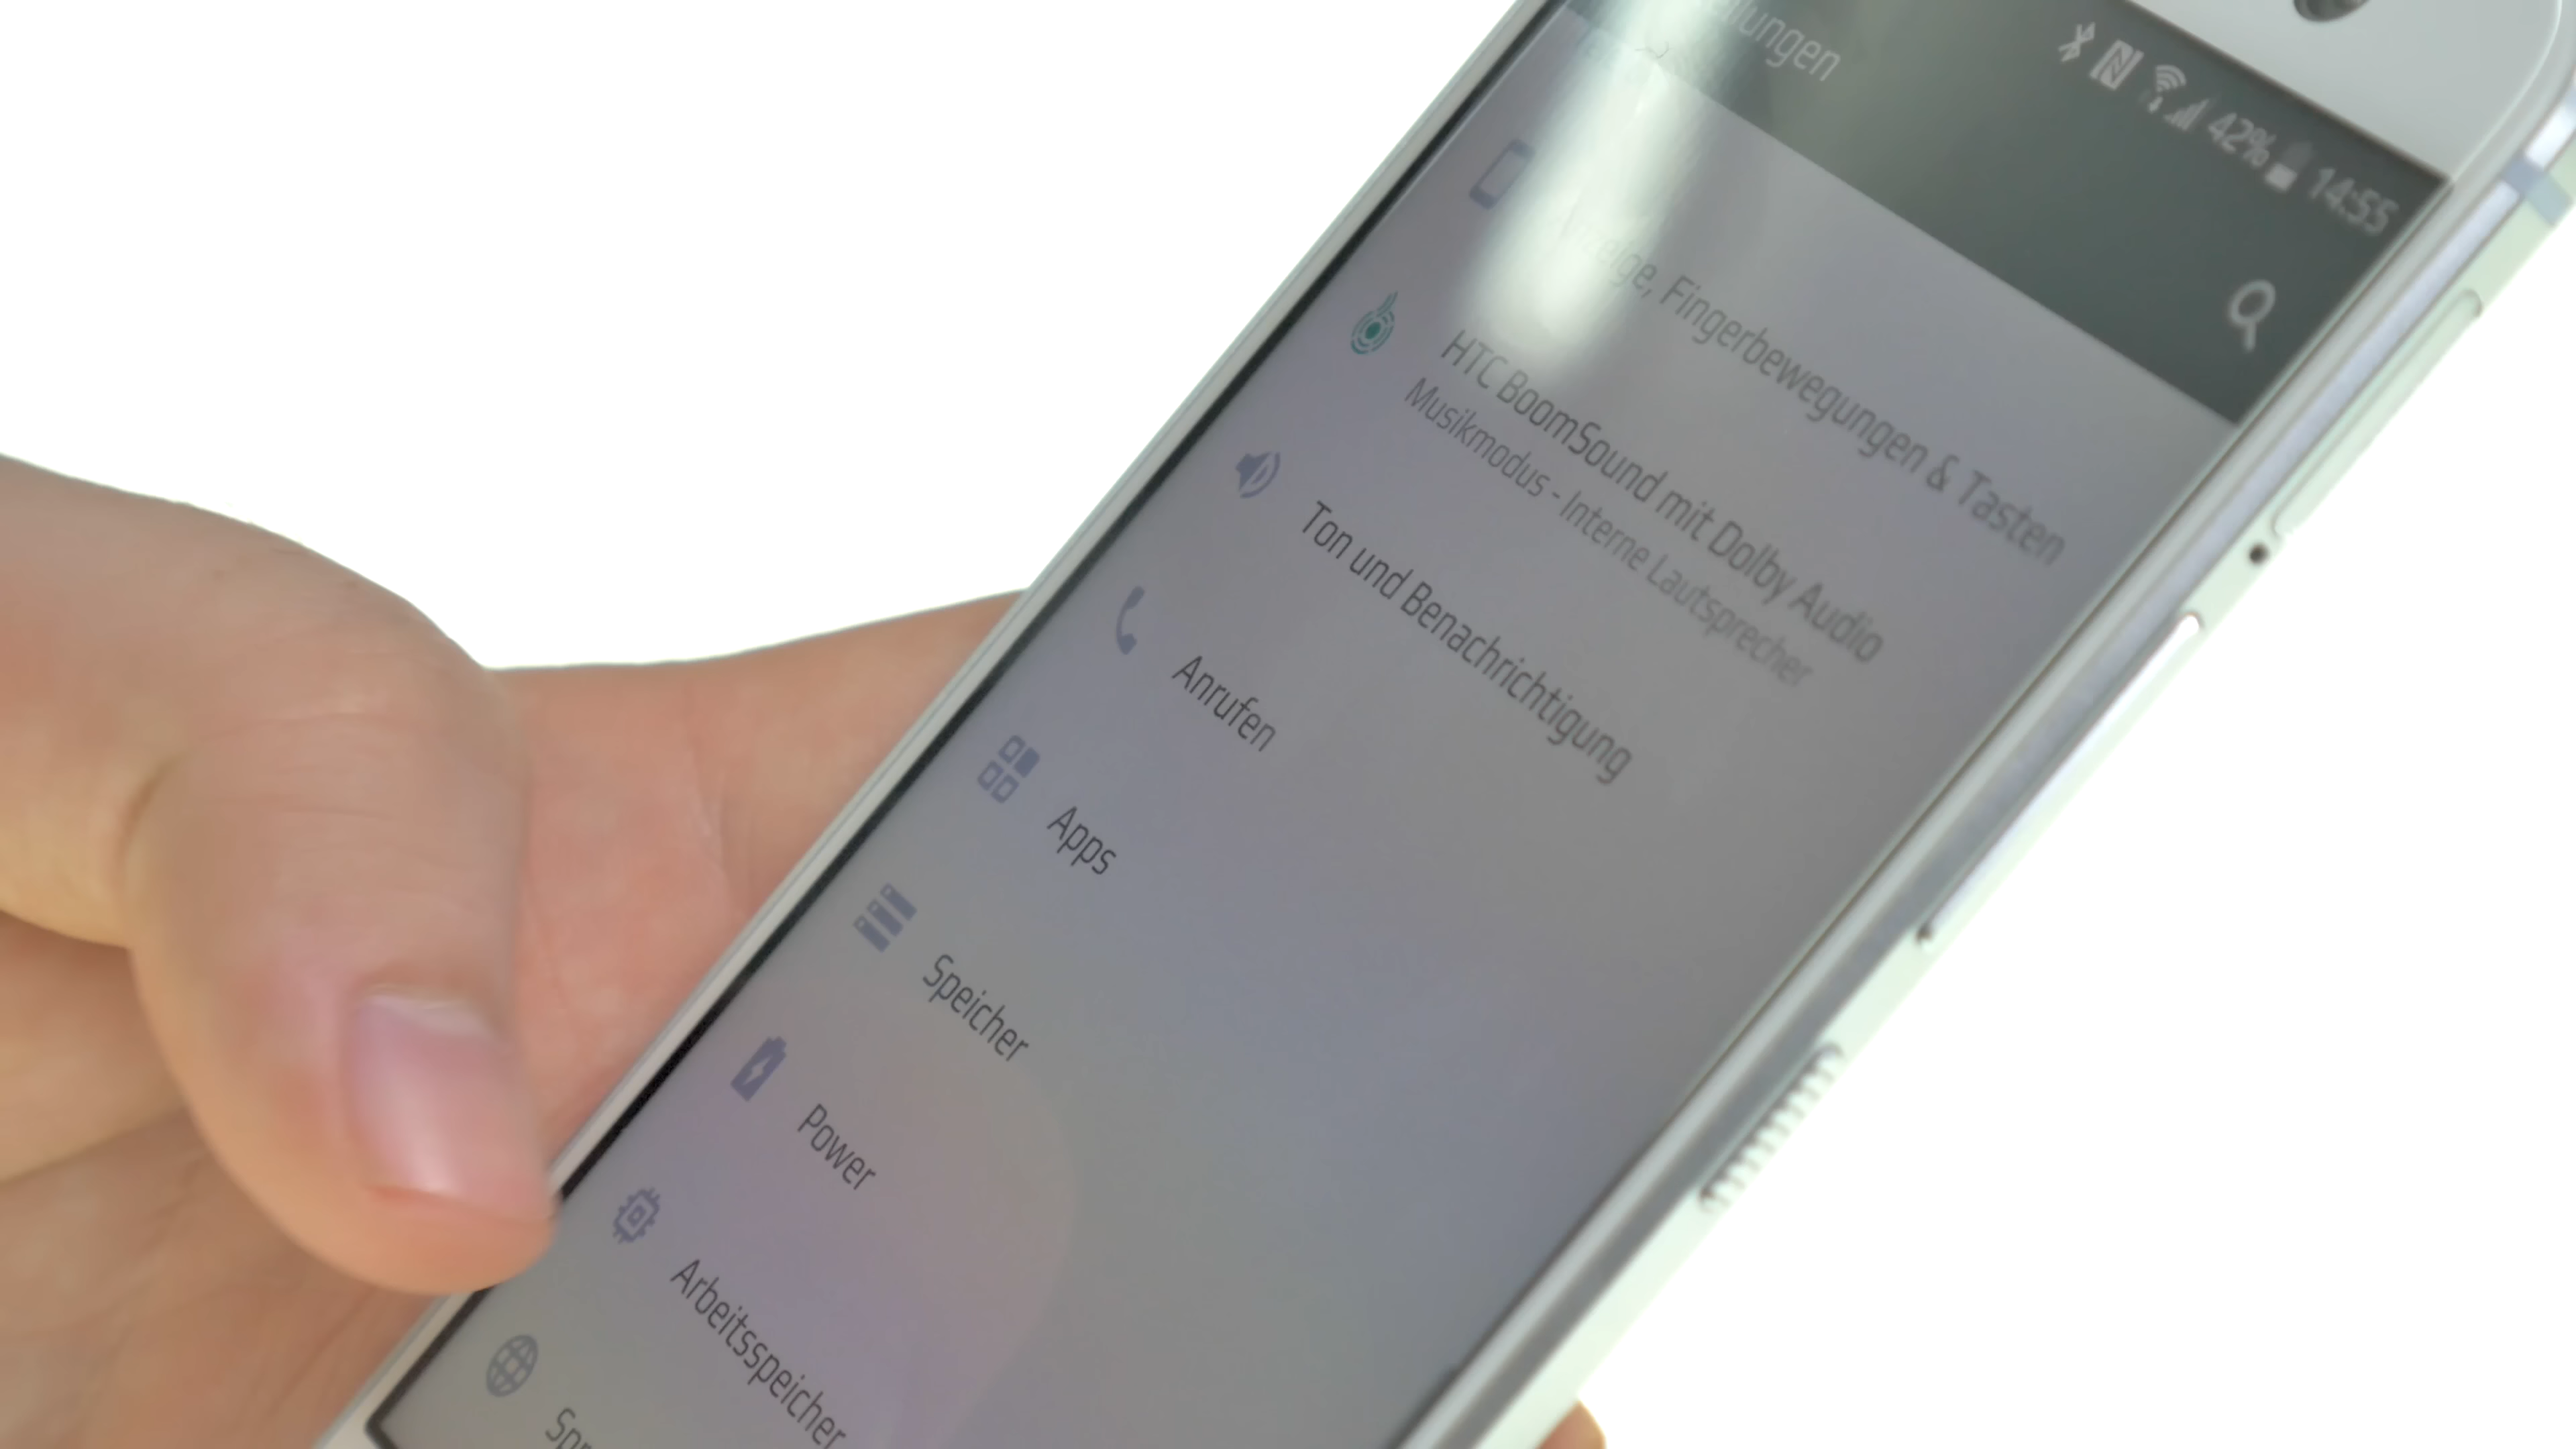 42% 14:55
Anzeige, Fingerbewegungen & Tasten
HTC BoomSound mit Dolby Audio
Musikmodus - Interne Lautsprecher
Ton und Benachrichtigung
Anrufen
Apps
Speicher
Power
Arbeitsspeicher